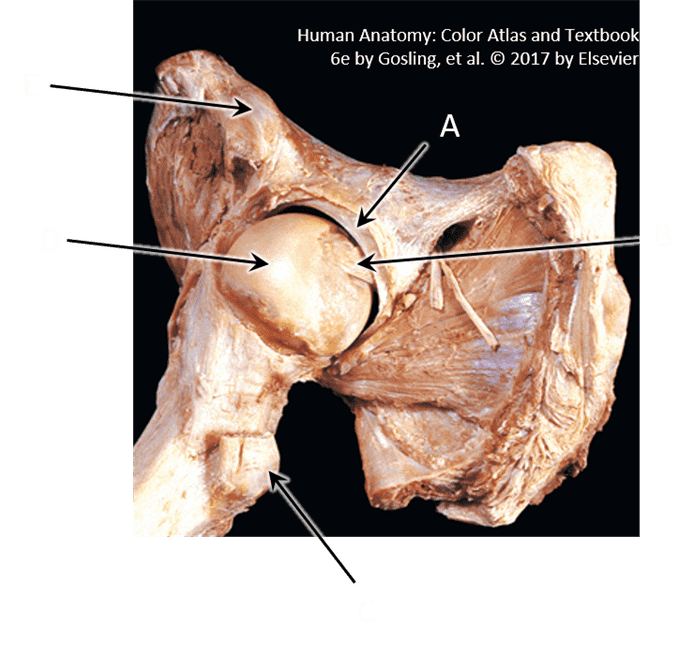 Human Anatomy: Color Atlas and Textbook
6e by Gosling, et al. © 2017 by Elsevier
A